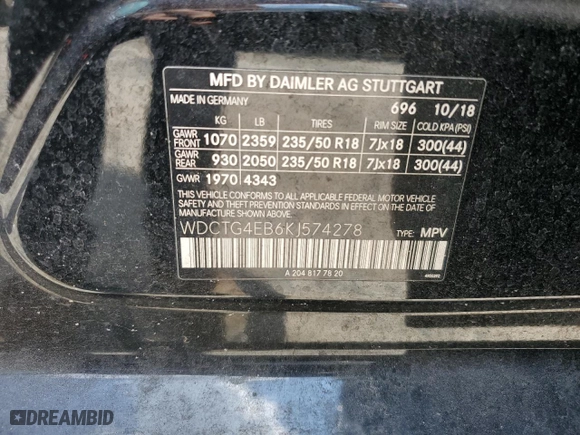 MFD BY DAIMLER AG STUTTGART
MADE IN GERMANY 696 10/18
KG LB TIRES RIM SIZE COLD KPA(PSI)
GAWR FRONT 1070 2359 235/50 R18 7Jx18 300(44)
GAWR REAR 930 2050 235/50 R18 7Jx18 300(44)
GVWR 1970 4343
THIS VEHICLE CONFORMS TO ALL APPLICABLE FEDERAL MOTOR VEHICLE
SAFETY AND THEFT PREVENTION STANDARDS IN EFFECT
ON THE DATE OF MANUFACTURE SHOWN ABOVE.
WDCTG4EB6KJ574278 TYPE: MPV
A 204 817 78 20
DREAMBID